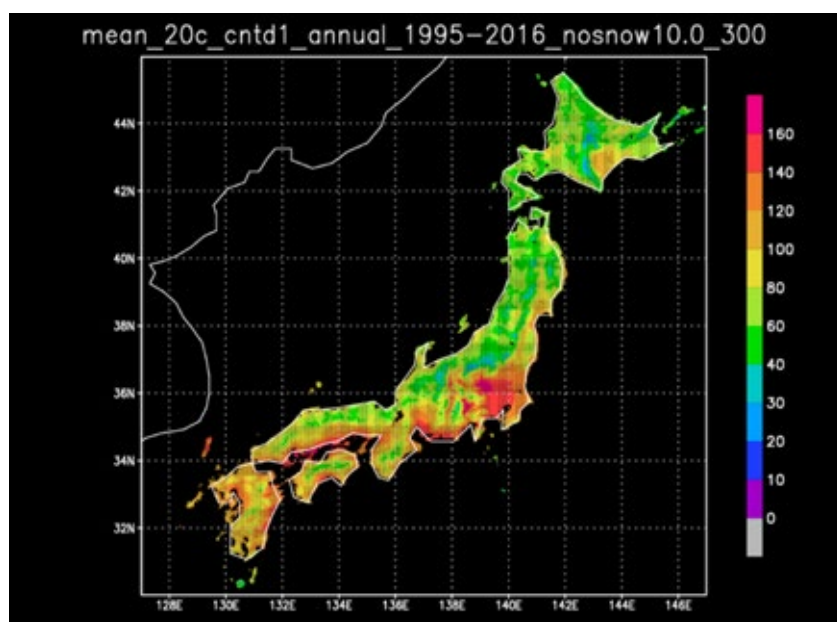 mean_20c_cntd1_annual_1995-2016_nosnow10.0_300
44N
42N
40N
38N
36N
34N
32N
128E 130E 132E 134E 136E 138E 140E 142E 144E 146E
160
140
120
100
80
60
40
30
20
10
0